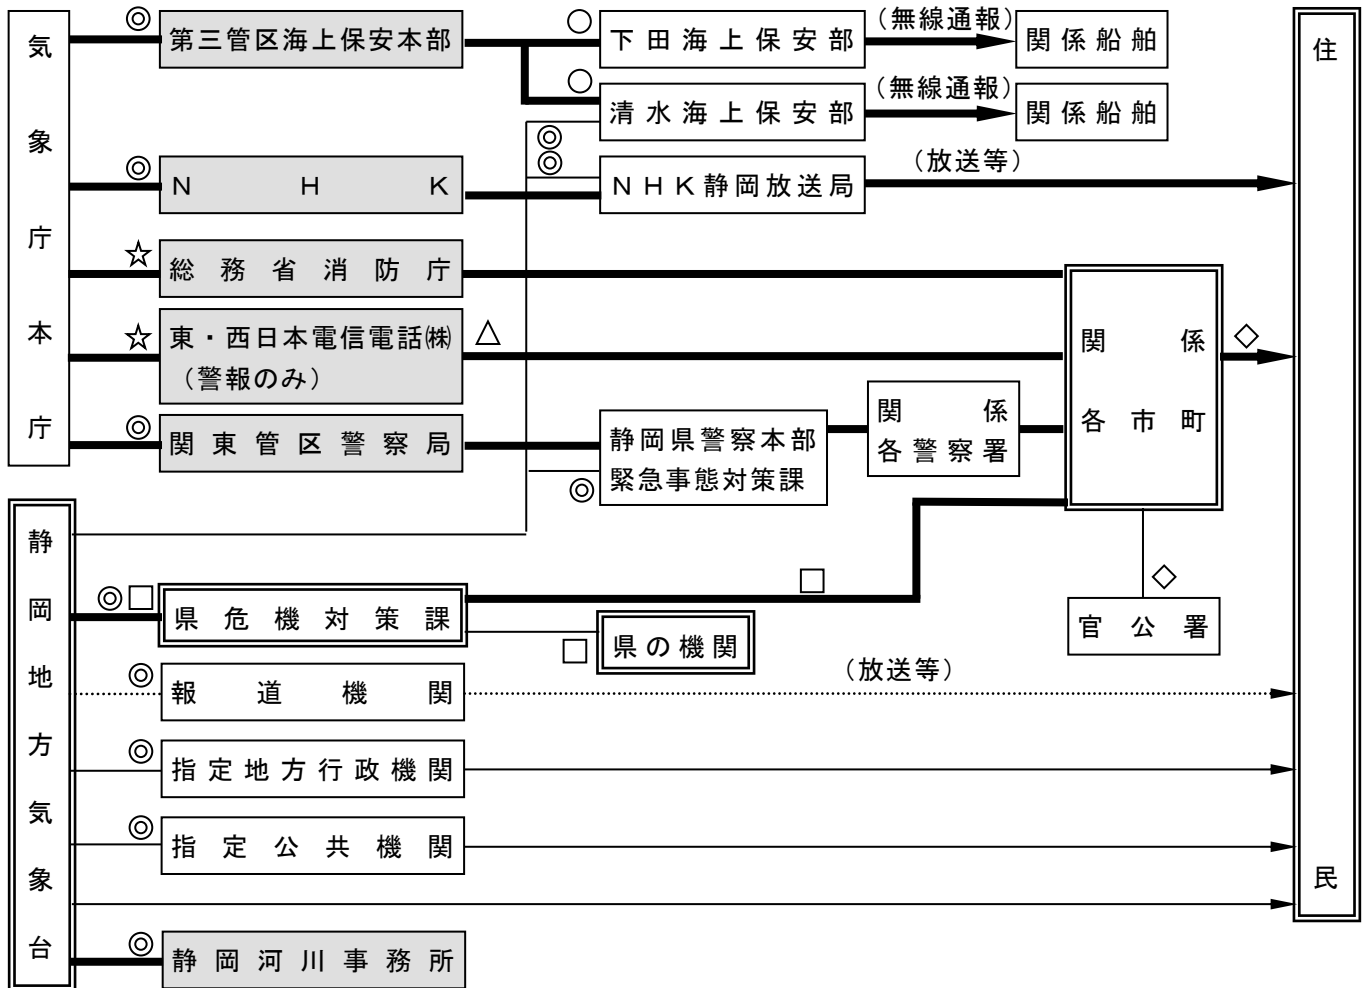 気象庁本庁
◎
第三管区海上保安本部
○
下田海上保安部
(無線通報)
関係船舶
○
清水海上保安部
(無線通報)
関係船舶
◎
◎
◎
NHK
NHK静岡放送局
(放送等)
☆
総務省消防庁
☆
東・西日本電信電話㈱
(警報のみ)
△
◎
関東管区警察局
静岡県警察本部
緊急事態対策課
◎
関係
各警察署
関係
各市町
◇
◇
官公署
住民
静岡地方気象台
◎□
県危機対策課
□
□
県の機関
◎
報道機関
(放送等)
◎
指定地方行政機関
◎
指定公共機関
◎
静岡河川事務所